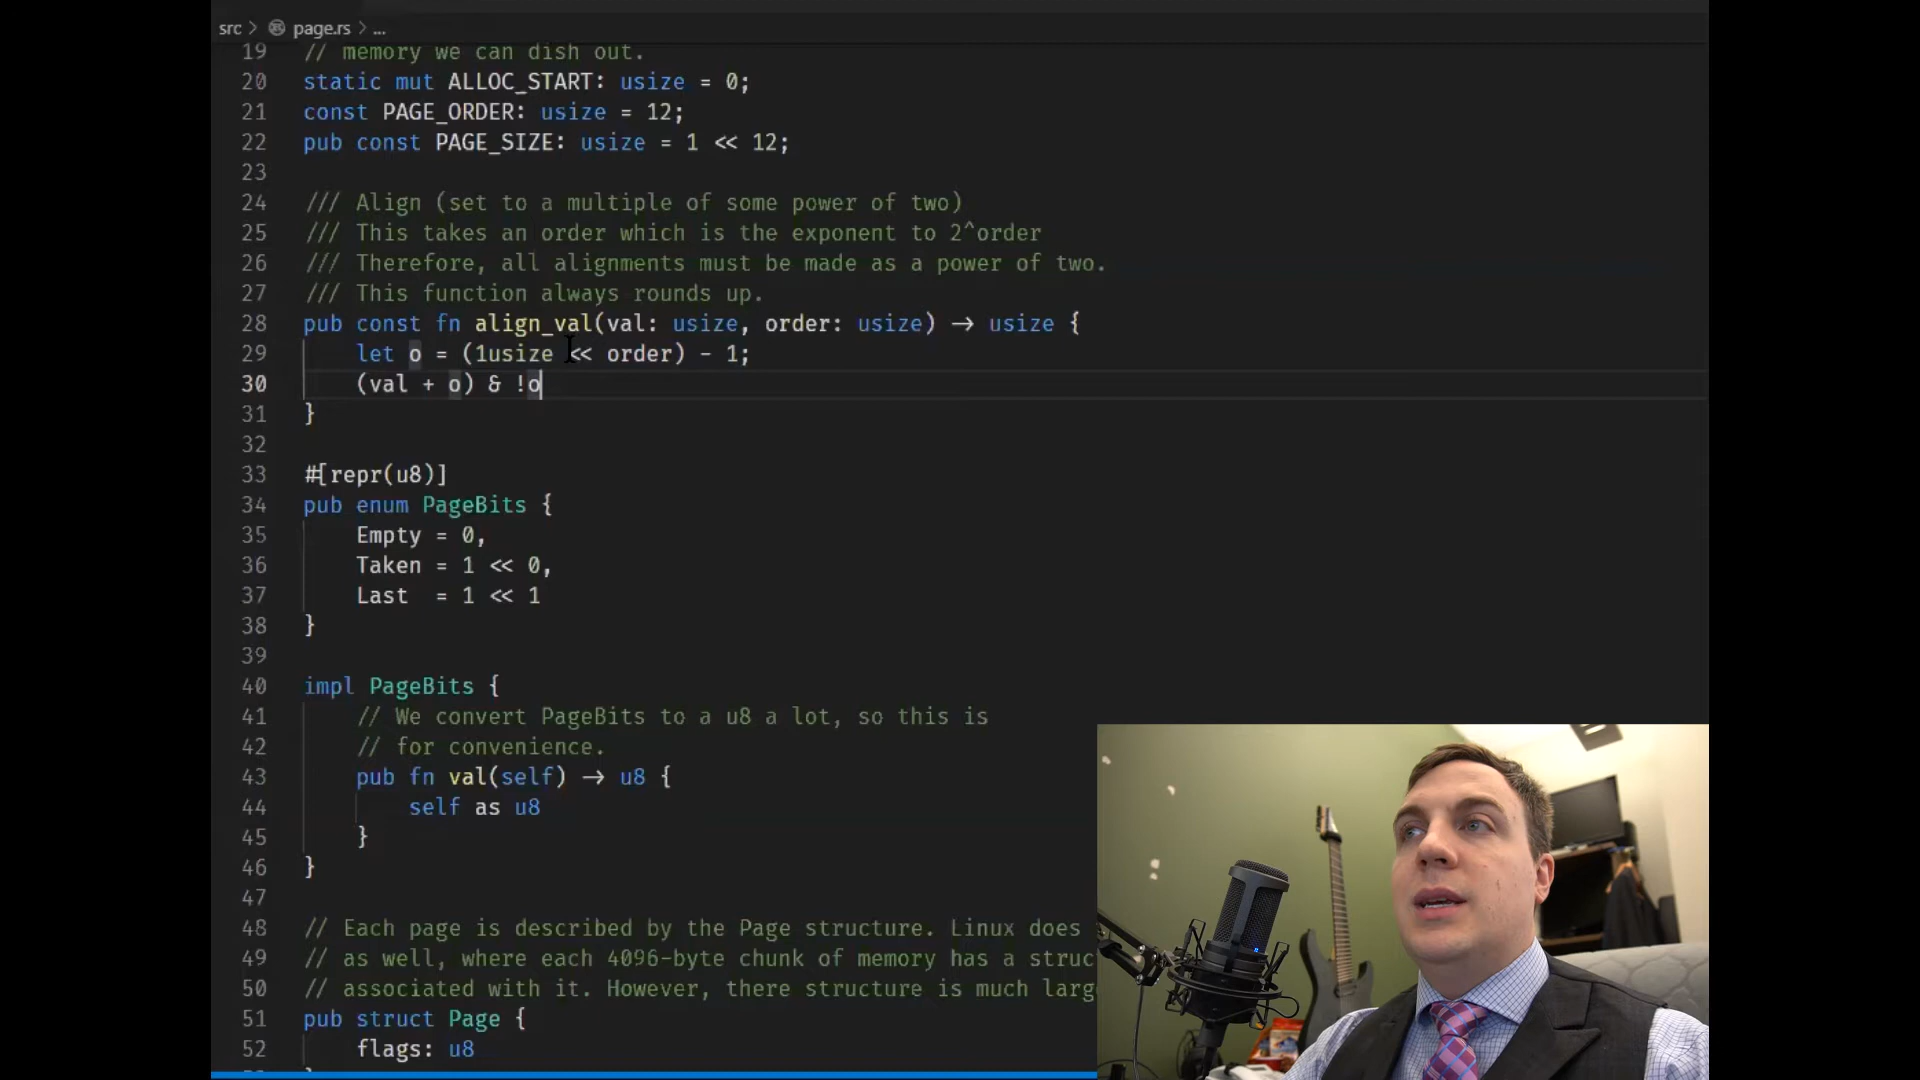 src > page.rs > ...
19 // memory we can dish out.
20 static mut ALLOC_START: usize = 0;
21 const PAGE_ORDER: usize = 12;
22 pub const PAGE_SIZE: usize = 1 << 12;
23
24 /// Align (set to a multiple of some power of two)
25 /// This takes an order which is the exponent to 2^order
26 /// Therefore, all alignments must be made as a power of two.
27 /// This function always rounds up.
28 pub const fn align_val(val: usize, order: usize) -> usize {
29     let o = (1usize << order) - 1;
30     (val + o) & !o
31 }
32
33 #[repr(u8)]
34 pub enum PageBits {
35     Empty = 0,
36     Taken = 1 << 0,
37     Last  = 1 << 1
38 }
39
40 impl PageBits {
41     // We convert PageBits to a u8 a lot, so this is
42     // for convenience.
43     pub fn val(self) -> u8 {
44         self as u8
45     }
46 }
47
48 // Each page is described by the Page structure. Linux does
49 // as well, where each 4096-byte chunk of memory has a struc
50 // associated with it. However, there structure is much larg
51 pub struct Page {
52     flags: u8